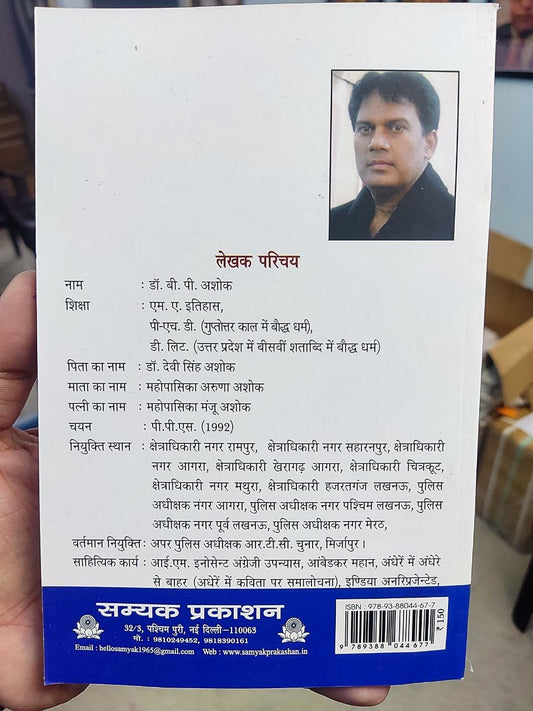 लेखक परिचय
नाम : डॉ. बी. पी. अशोक
शिक्षा : एम. ए. इतिहास,
पी-एच. डी. (गुप्तोत्तर काल में बौद्ध धर्म),
डी. लिट. (उत्तर प्रदेश में बीसवीं शताब्दि में बौद्ध धर्म)
पिता का नाम : डॉ. देवी सिंह अशोक
माता का नाम : महोपासिका अरुणा अशोक
पत्नी का नाम : महोपासिका मंजू अशोक
चयन : पी.पी.एस. (1992)
नियुक्ति स्थान : क्षेत्राधिकारी नगर रामपुर, क्षेत्राधिकारी नगर सहारनपुर, क्षेत्राधिकारी
नगर आगरा, क्षेत्राधिकारी खेरागढ़ आगरा, क्षेत्राधिकारी चित्रकूट,
क्षेत्राधिकारी नगर मथुरा, क्षेत्राधिकारी हजरतगंज लखनऊ, पुलिस
अधीक्षक नंगर आगरा, पुलिस अधीक्षक नगर पश्चिम लखनऊ, पुलिस
अधीक्षक नगर पूर्व लखनऊ, पुलिस अधीक्षक नगर मेरठ,
वर्तमान नियुक्ति : अपर पुलिस अधीक्षक आर.टी.सी. चुनार, मिर्जापुर।
साहित्यिक कार्य : आई.एम. इनोसेन्ट अंग्रेजी उपन्यास, आंबेडकर महान, अंधेरें में अंधेरे
से बाहर (अधेरें में कविता पर समालोचना), इण्डिया अनरिप्रजेन्टेड,
सम्यक प्रकाशन
32/3, पश्चिम पुरी, नई दिल्ली-110063
मो. : 9810249452, 9818390161
Email : hellosamyak1965@gmail.com Web : www.samyakprakashan.in
ISBN : 978-93-88044-67-7
9 789388 044677
₹ 150